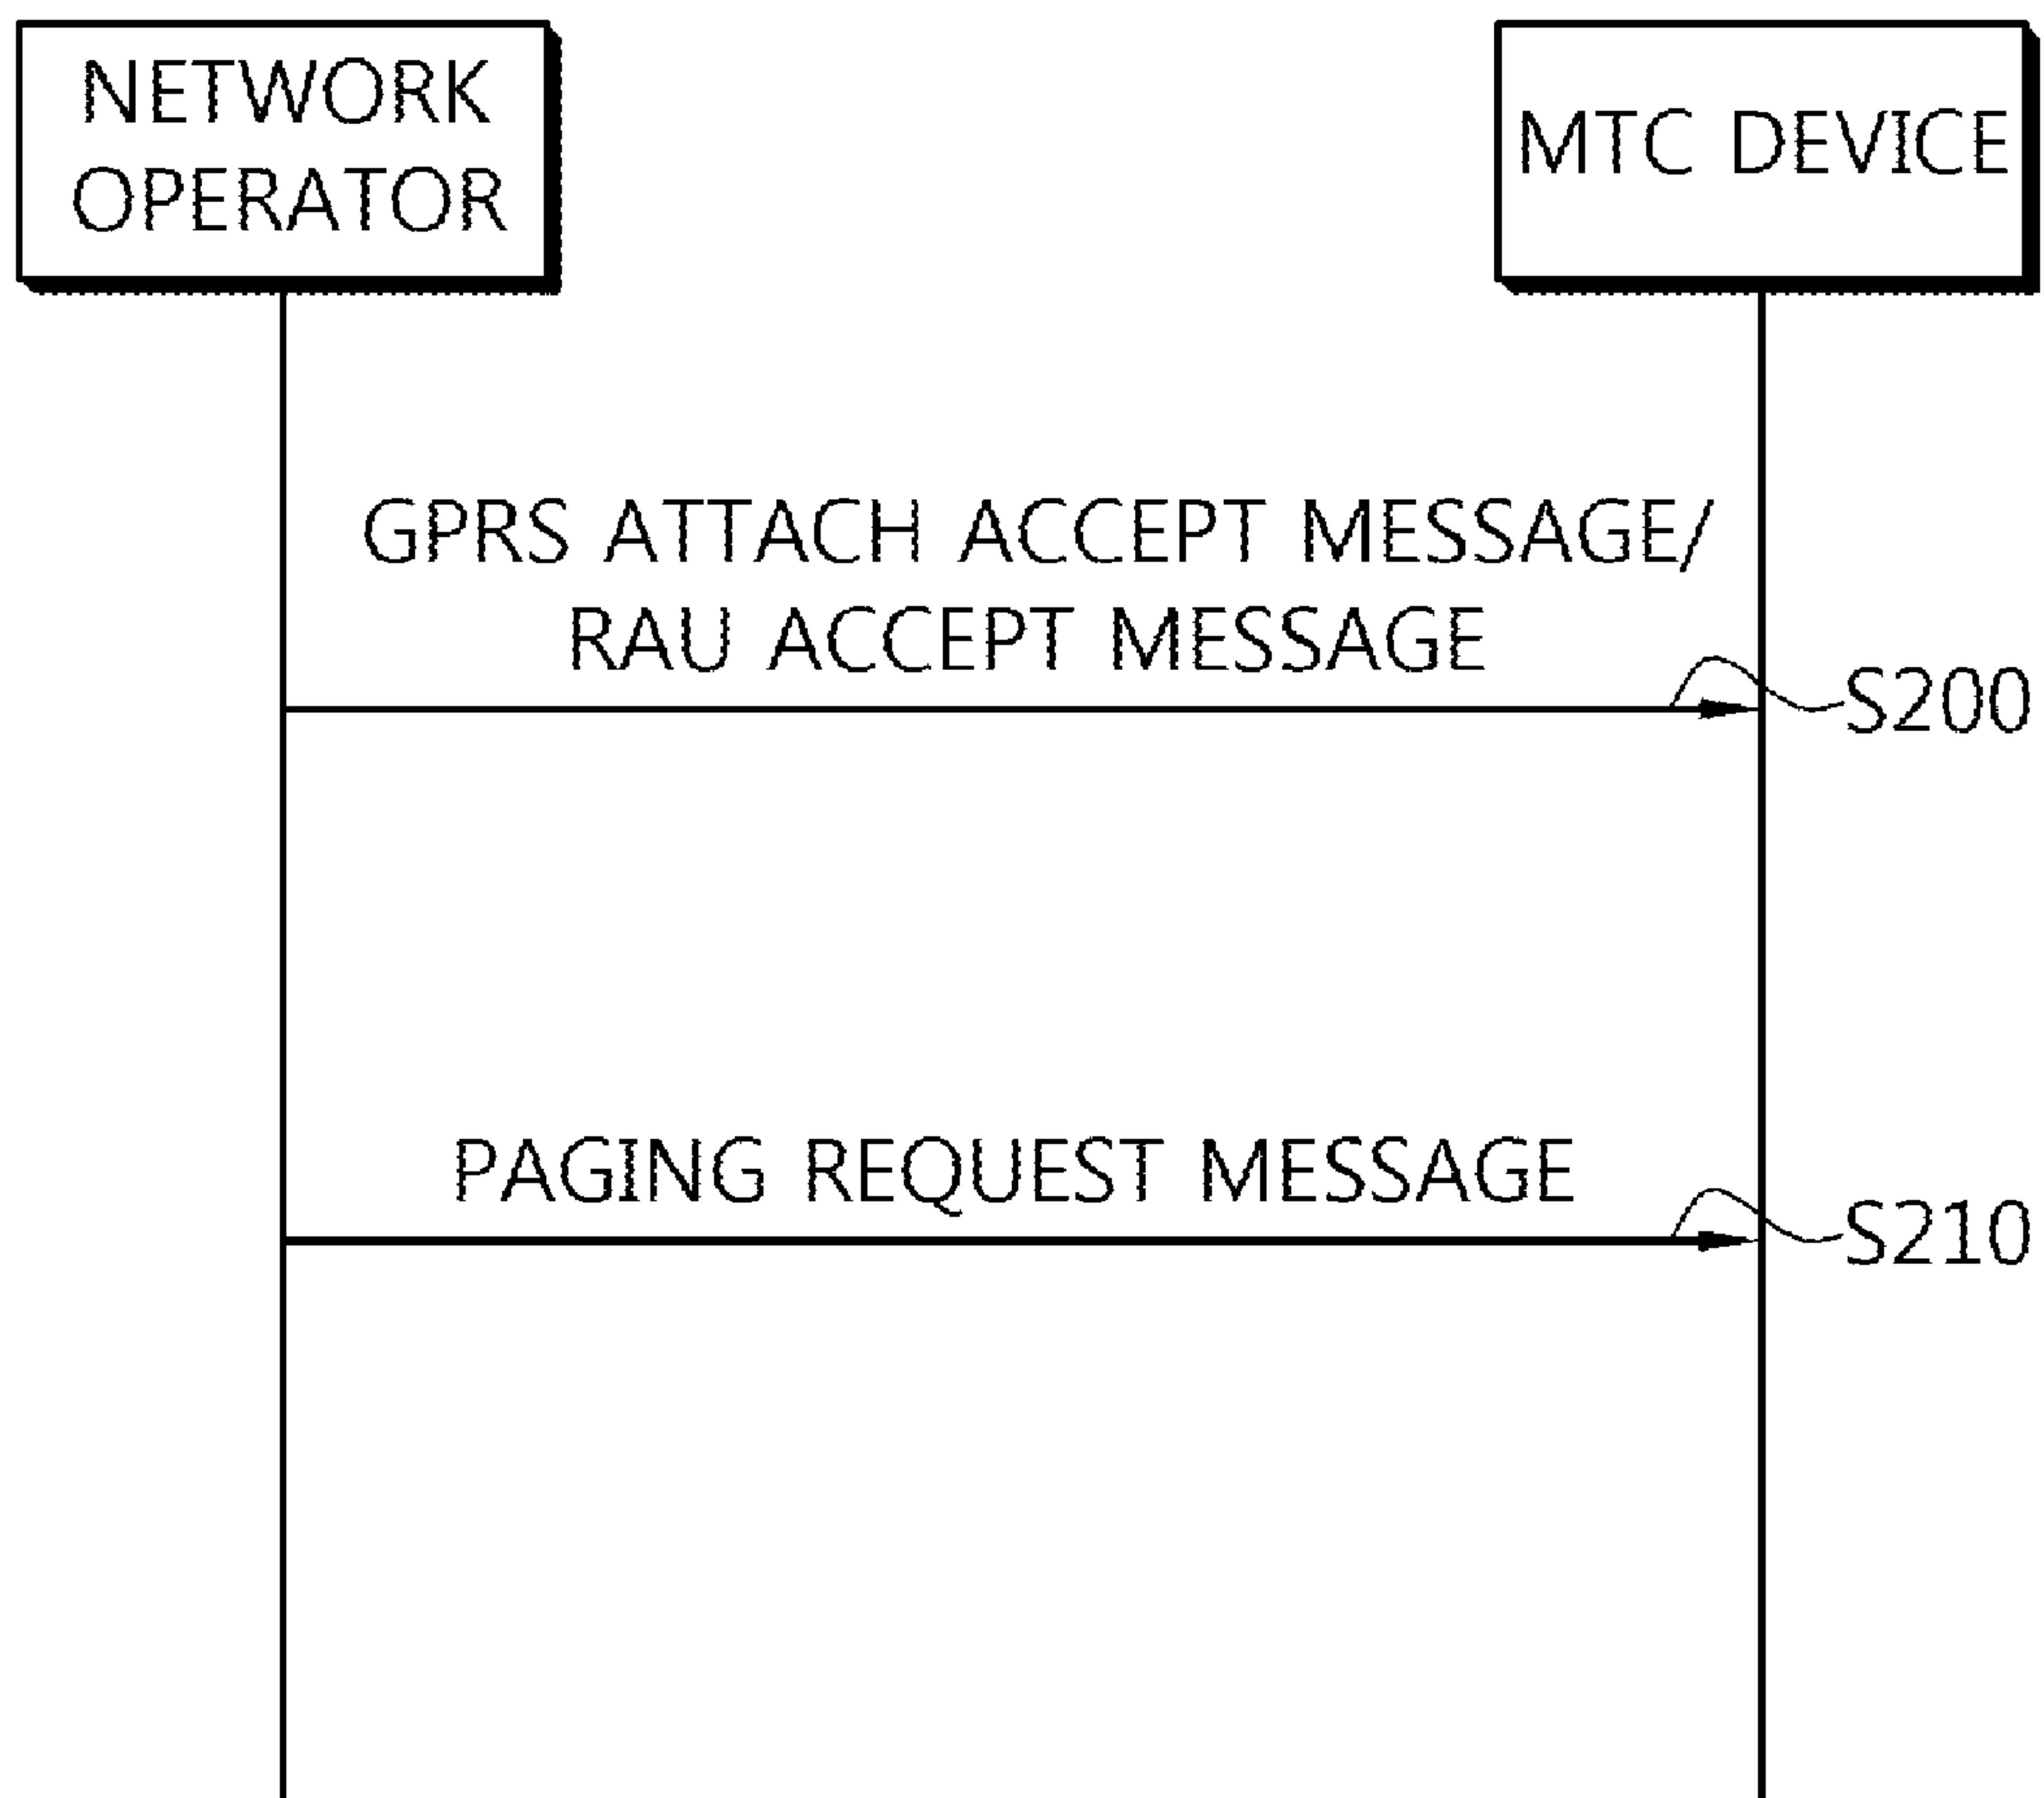 NETWORK
OPERATOR
MTC DEVICE
GPRS ATTACH ACCEPT MESSAGE/
RAU ACCEPT MESSAGE
S200
PAGING REQUEST MESSAGE
S210